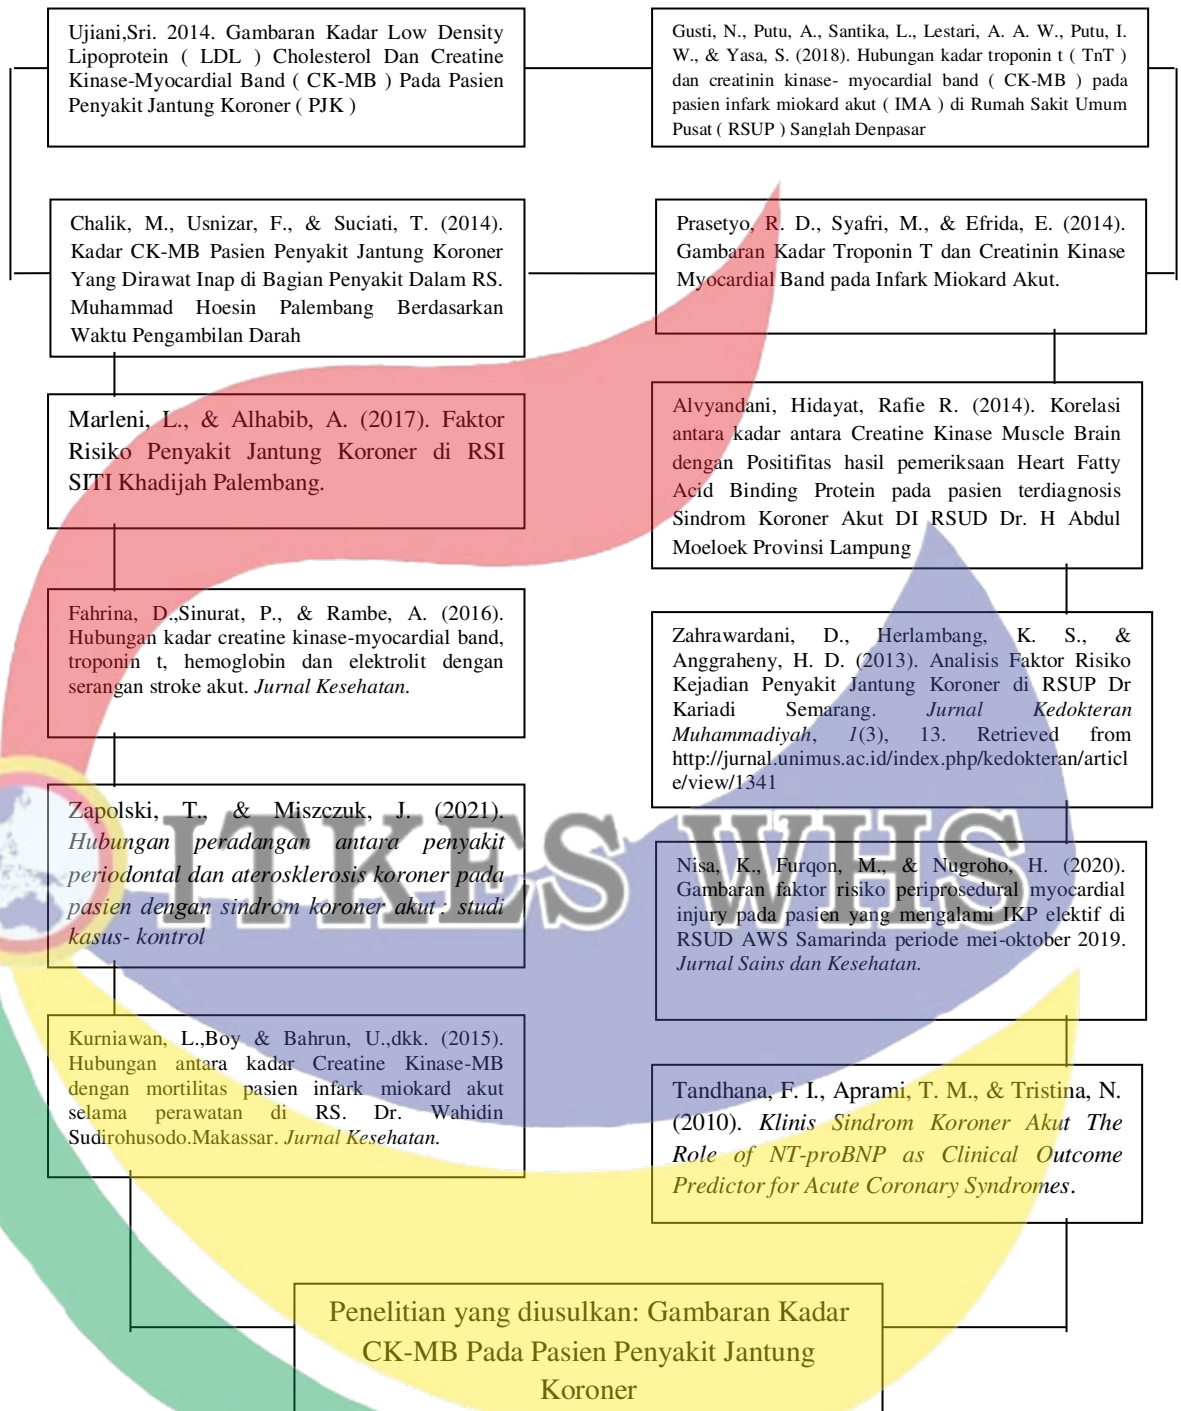 Ujiani,Sri. 2014. Gambaran Kadar Low Density
Lipoprotein ( LDL ) Cholesterol Dan Creatine
Kinase-Myocardial Band ( CK-MB ) Pada Pasien
Penyakit Jantung Koroner ( PJK )
Gusti, N., Putu, A., Santika, L., Lestari, A. A. W., Putu, I.
W., & Yasa, S. (2018). Hubungan kadar troponin t ( TnT )
dan creatinin kinase- myocardial band ( CK-MB ) pada
pasien infark miokard akut ( IMA ) di Rumah Sakit Umum
Pusat ( RSUP ) Sanglah Denpasar
Chalik, M., Usnizar, F., & Suciati, T. (2014).
Kadar CK-MB Pasien Penyakit Jantung Koroner
Yang Dirawat Inap di Bagian Penyakit Dalam RS.
Muhammad Hoesin Palembang Berdasarkan
Waktu Pengambilan Darah
Prasetyo, R. D., Syafri, M., & Efrida, E. (2014).
Gambaran Kadar Troponin T dan Creatinin Kinase
Myocardial Band pada Infark Miokard Akut.
Marleni, L., & Alhabib, A. (2017). Faktor
Risiko Penyakit Jantung Koroner di RSI
SITI Khadijah Palembang.
Alvyandani, Hidayat, Rafie R. (2014). Korelasi
antara kadar antara Creatine Kinase Muscle Brain
dengan Positifitas hasil pemeriksaan Heart Fatty
Acid Binding Protein pada pasien terdiagnosis
Sindrom Koroner Akut DI RSUD Dr. H Abdul
Moeloek Provinsi Lampung
Fahrina, D.,Sinurat, P., & Rambe, A. (2016).
Hubungan kadar creatine kinase-myocardial band,
troponin t, hemoglobin dan elektrolit dengan
serangan stroke akut. Jurnal Kesehatan.
Zahrawardani, D., Herlambang, K. S., &
Anggraheny, H. D. (2013). Analisis Faktor Risiko
Kejadian Penyakit Jantung Koroner di RSUP Dr
Kariadi Semarang. Jurnal Kedokteran
Muhammadiyah, 1(3), 13. Retrieved from
http://jurnal.unimus.ac.id/index.php/kedokteran/articl
e/view/1341
Zapolski, T., & Miszczuk, J. (2021).
Hubungan peradangan antara penyakit
periodontal dan aterosklerosis koroner pada
pasien dengan sindrom koroner akut : studi
kasus- kontrol
ITKES WHS
Nisa, K., Furqon, M., & Nugroho, H. (2020).
Gambaran faktor risiko periprosedural myocardial
injury pada pasien yang mengalami IKP elektif di
RSUD AWS Samarinda periode mei-oktober 2019.
Jurnal Sains dan Kesehatan.
Kurniawan, L.,Boy & Bahrun, U.,dkk. (2015).
Hubungan antara kadar Creatine Kinase-MB
dengan mortilitas pasien infark miokard akut
selama perawatan di RS. Dr. Wahidin
Sudirohusodo.Makassar. Jurnal Kesehatan.
Tandhana, F. I., Aprami, T. M., & Tristina, N.
(2010). Klinis Sindrom Koroner Akut The
Role of NT-proBNP as Clinical Outcome
Predictor for Acute Coronary Syndromes.
Penelitian yang diusulkan: Gambaran Kadar
CK-MB Pada Pasien Penyakit Jantung
Koroner